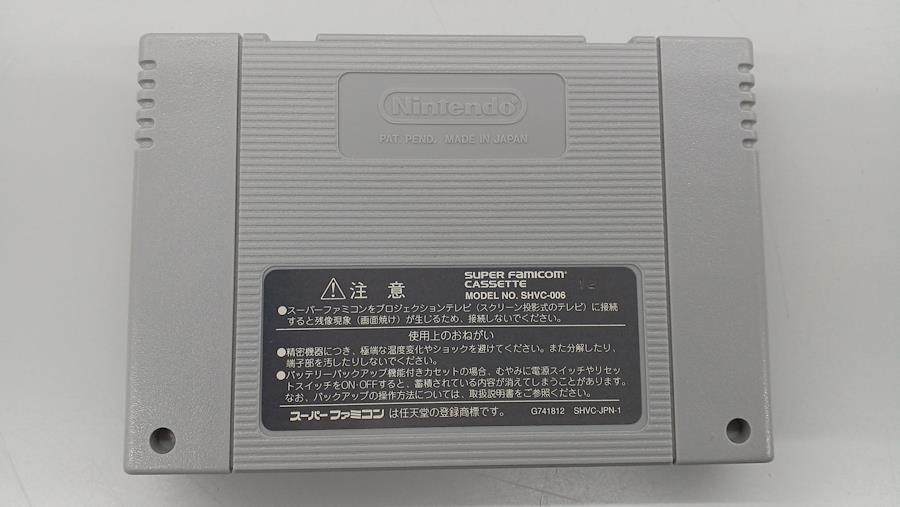 Nintendo
PAT. PEND. MADE IN JAPAN
⚠注 意
SUPER FAMICOM
CASSETTE
MODEL NO. SHVC-006
●スーパーファミコンをプロジェクションテレビ（スクリーン投影式のテレビ）に接続
すると残像現象（画面焼け）が生じるため、接続しないでください。
使用上のおねがい
●精密機器につき、極端な温度変化やショックを避けてください。また分解したり、
端子部を汚したりしないでください。
●バッテリーバックアップ機能付きカセットの場合、むやみに電源スイッチやリセッ
トスイッチをON・OFFすると、蓄積されている内容が消えてしまうことがあります。
なお、バックアップの操作方法については、取扱説明書をご参照ください。
スーパーファミコンは任天堂の登録商標です。
G741812 SHVC-JPN-1